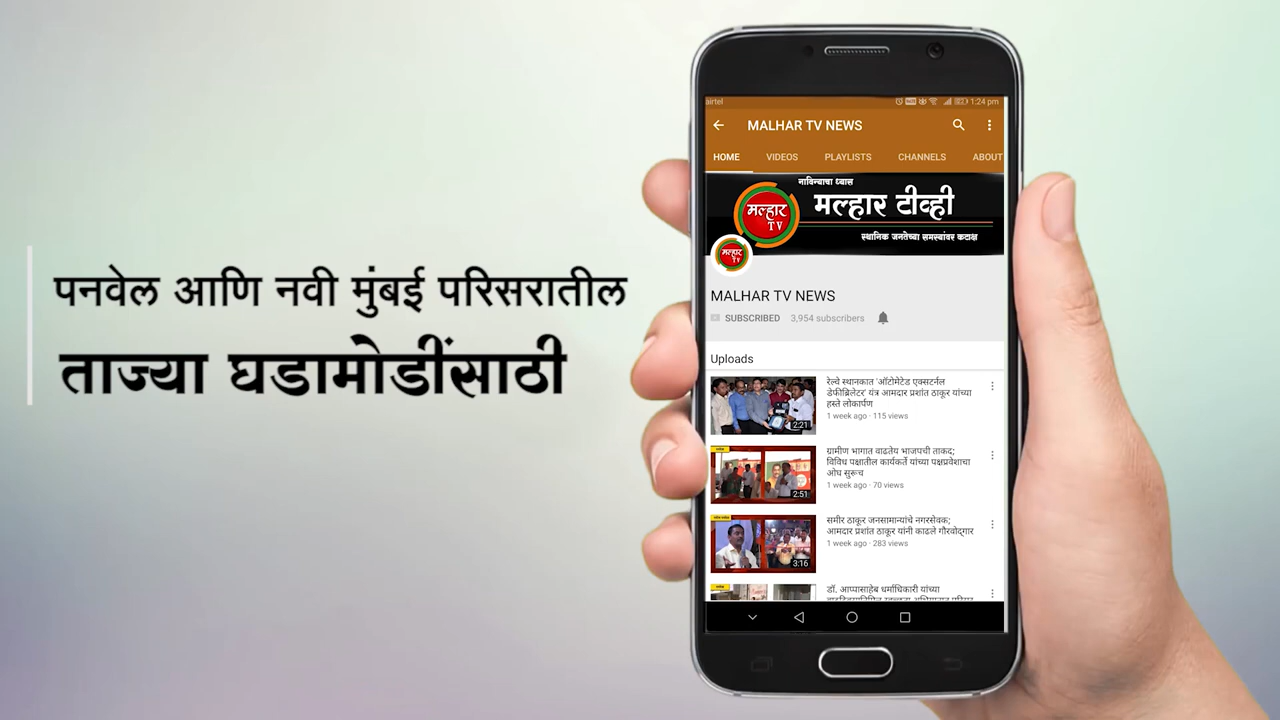 पनवेल आणि नवी मुंबई परिसरातील
ताज्या घडामोडींसाठी
airtel
1:24 pm
MALHAR TV NEWS
HOME VIDEOS PLAYLISTS CHANNELS ABOUT
नाविन्याचा ध्यास
मल्हार टीव्ही
मल्हार
TV
स्थानिक जनतेच्या समस्यांवर कटाक्ष
मल्हार
TV
MALHAR TV NEWS
SUBSCRIBED 3,954 subscribers
Uploads
रेल्वे स्थानकात 'ऑटोमेटेड एक्सटर्नल
डेफीब्रिलेटर' यंत्र आमदार प्रशांत ठाकूर यांच्या
हस्ते लोकार्पण
1 week ago · 115 views
2:21
ग्रामीण भागात वाढतेय भाजपची ताकद;
विविध पक्षातील कार्यकर्ते यांच्या पक्षप्रवेशाचा
ओघ सुरूच
1 week ago · 70 views
2:51
समीर ठाकूर जनसामान्यांचे नगरसेवक;
आमदार प्रशांत ठाकूर यांनी काढले गौरवोद्गार
1 week ago · 283 views
3:16
डॉ. आप्पासाहेब धर्माधिकारी यांच्या